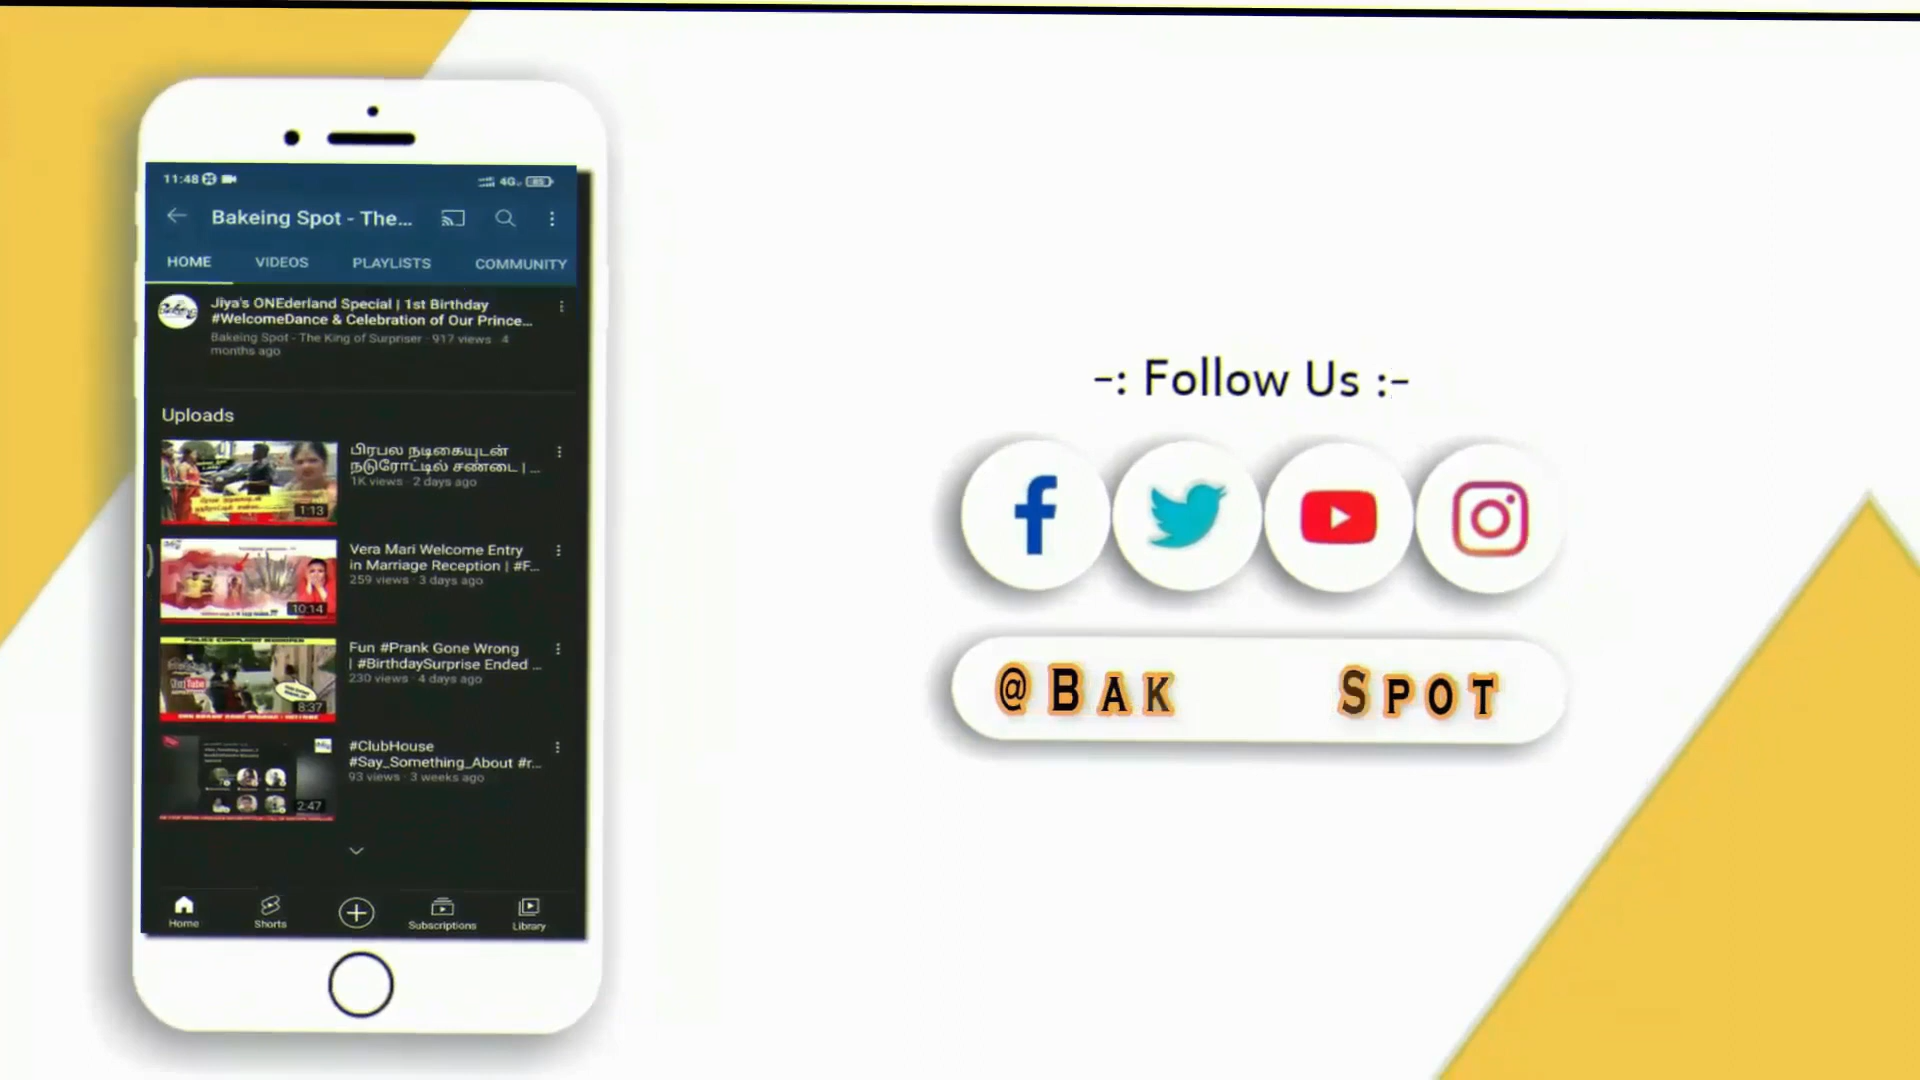 11:48
4G
85
Bakeing Spot - The...
HOME VIDEOS PLAYLISTS COMMUNITY
Jiya's ONEderland Special | 1st Birthday
#WelcomeDance & Celebration of Our Prince...
Bakeing Spot - The King of Surpriser · 917 views · 4
months ago
Uploads
பிரபல நடிகையுடன்
நடுரோட்டில் சண்டை | ...
1K views · 2 days ago
1:13
Vera Mari Welcome Entry
in Marriage Reception | #F...
259 views · 3 days ago
10:14
Fun #Prank Gone Wrong
| #BirthdaySurprise Ended ...
230 views · 4 days ago
8:37
#ClubHouse
#Say_Something_About #r...
93 views · 3 weeks ago
2:47
Home Shorts Subscriptions Library
-: Follow Us :-
@BAK SPOT